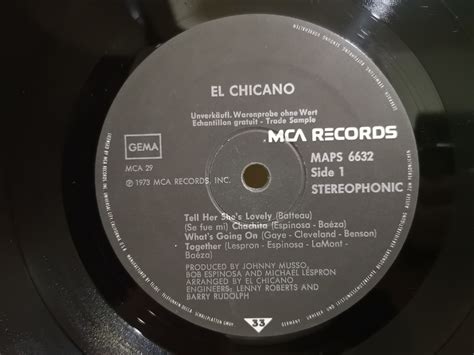 EL CHICANO
Unverkäufl. Warenprobe ohne Wert
Echantillon gratuit - Trade Sample
MCA RECORDS
GEMA
MCA 29
MAPS 6632
Side 1
STEREOPHONIC
℗ 1973 MCA RECORDS, INC.
Tell Her She's Lovely (Batteau)
(Se fue mi) Chachita (Espinosa - Baéza)
What's Going On (Gaye - Cleveland - Benson)
Together (Lespron - Espinosa - LaMont -
Baéza)
PRODUCED BY JOHNNY MUSSO,
BOB ESPINOSA AND MICHAEL LESPRON
ARRANGED BY EL CHICANO
ENGINEERS: LENNY ROBERTS AND
BARRY RUDOLPH
33